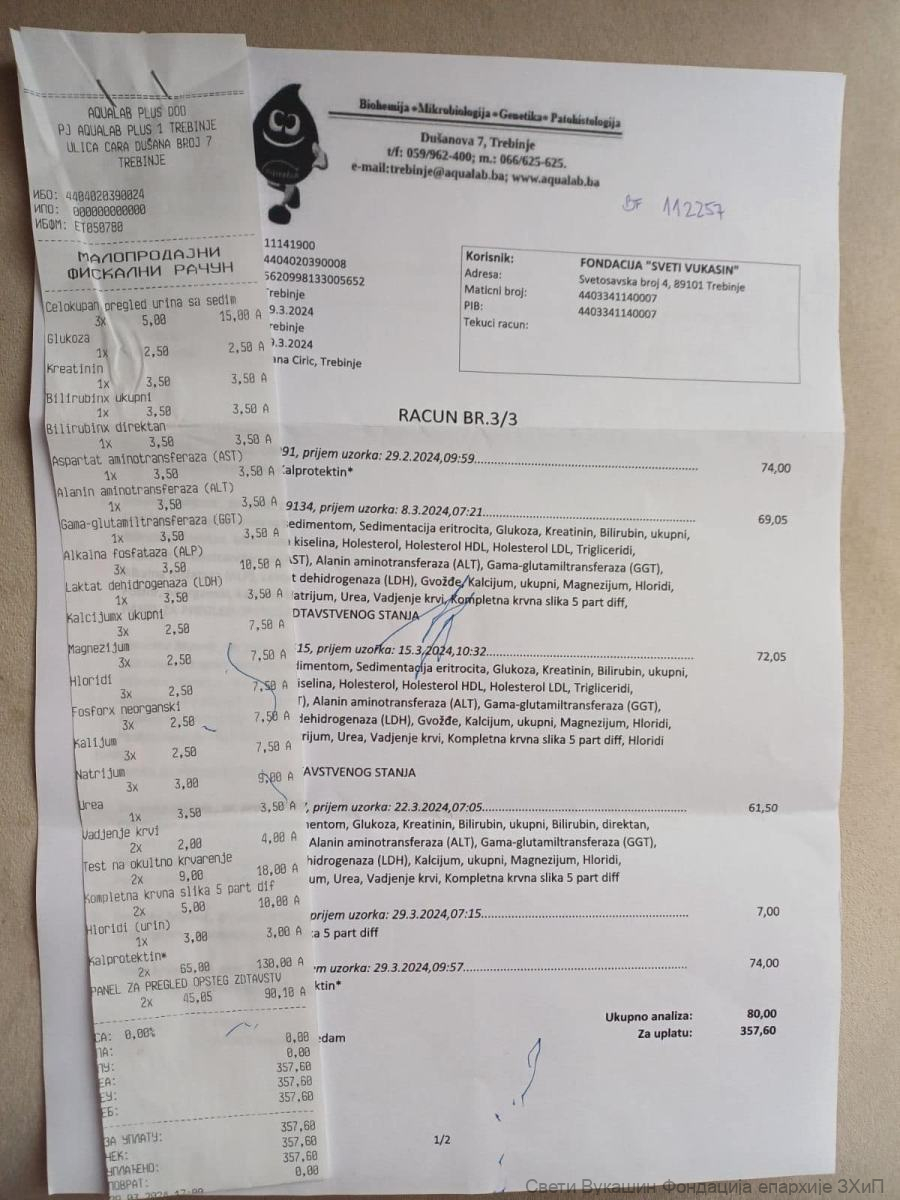 AQUALAB PLUS DOO
PJ AQUALAB PLUS 1 TREBINJE
ULICA CARA DUŠANA BROJ 7
TREBINJE
ИБО: 4404020390024
ИПО: 000000000000
ИБФМ: ET050780
МАЛОПРОДАЈНИ
ФИСКАЛНИ РАЧУН
Celokupan pregled urina sa sedim
3x 5,00 15,00 A
Glukoza
1x 2,50 2,50 A
Kreatinin
1x 3,50 3,50 A
Bilirubinx ukupni
1x 3,50 3,50 A
Bilirubinx direktan
1x 3,50 3,50 A
Aspartat aminotransferaza (AST)
1x 3,50 3,50 A
Alanin aminotransferaza (ALT)
1x 3,50 3,50 A
Gama-glutamiltransferaza (GGT)
1x 3,50 3,50 A
Alkalna fosfataza (ALP)
3x 3,50 10,50 A
Laktat dehidrogenaza (LDH)
1x 3,50 3,50 A
Kalcijumx ukupni
3x 2,50 7,50 A
Magnezijum
3x 2,50 7,50 A
Hloridi
3x 2,50 7,50 A
Fosforx neorganski
3x 2,50 7,50 A
Kalijum
3x 2,50 7,50 A
Natrijum
3x 3,00 9,00 A
Urea
1x 3,50 3,50 A
Vadjenje krvi
2x 2,00 4,00 A
Test na okultno krvarenje
2x 9,00 18,00 A
Kompletna krvna slika 5 part dif
2x 5,00 10,00 A
Hloridi (urin)
1x 3,00 3,00 A
Kalprotektin*
2x 65,00 130,00 A
PANEL ZA PREGLED OPSTEG ZDTAVSTV
2x 45,05 90,10 A
СА: 0,00%
0,00
ПА: 0,00
ПУ: 357,60
ЕА: 357,60
ЕУ: 357,60
ЕБ:
ЗА УПЛАТУ: 357,60
ЧЕК: 357,60
УПЛАЋЕНО: 357,60
ПОВРАТ: 0,00
Biohemija •Mikrobiologija •Genetika• Patohistologija
Dušanova 7, Trebinje
t/f: 059/962-400; m.: 066/625-625.
e-mail:trebinje@aqualab.ba; www.aqualab.ba
BF 112257
11141900
4404020390008
5620998133005652
Trebinje
9.3.2024
rebinje
9.3.2024
ana Ciric, Trebinje
Korisnik: FONDACIJA "SVETI VUKASIN"
Adresa: Svetosavska broj 4, 89101 Trebinje
Maticni broj: 4403341140007
PIB: 4403341140007
Tekuci racun:
RACUN BR.3/3
91, prijem uzorka: 29.2.2024,09:59 74,00
Kalprotektin*
9134, prijem uzorka: 8.3.2024,07:21 69,05
sedimentom, Sedimentacija eritrocita, Glukoza, Kreatinin, Bilirubin, ukupni,
kiselina, Holesterol, Holesterol HDL, Holesterol LDL, Trigliceridi,
AST), Alanin aminotransferaza (ALT), Gama-glutamiltransferaza (GGT),
t dehidrogenaza (LDH), Gvožđe, Kalcijum, ukupni, Magnezijum, Hloridi,
atrijum, Urea, Vadjenje krvi, Kompletna krvna slika 5 part diff,
DTAVSTVENOG STANJA
15, prijem uzorka: 15.3.2024,10:32 72,05
dimentom, Sedimentacija eritrocita, Glukoza, Kreatinin, Bilirubin, ukupni,
kiselina, Holesterol, Holesterol HDL, Holesterol LDL, Trigliceridi,
T), Alanin aminotransferaza (ALT), Gama-glutamiltransferaza (GGT),
dehidrogenaza (LDH), Gvožđe, Kalcijum, ukupni, Magnezijum, Hloridi,
rijum, Urea, Vadjenje krvi, Kompletna krvna slika 5 part diff, Hloridi
TAVSTVENOG STANJA
, prijem uzorka: 22.3.2024,07:05 61,50
mentom, Glukoza, Kreatinin, Bilirubin, ukupni, Bilirubin, direktan,
Alanin aminotransferaza (ALT), Gama-glutamiltransferaza (GGT),
hidrogenaza (LDH), Kalcijum, ukupni, Magnezijum, Hloridi,
um, Urea, Vadjenje krvi, Kompletna krvna slika 5 part diff
prijem uzorka: 29.3.2024,07:15 7,00
ka 5 part diff
em uzorka: 29.3.2024,09:57 74,00
ktin*
Ukupno analiza: 80,00
Za uplatu: 357,60
edam
1/2
Свети Вукашин Фондација епархије ЗХиП